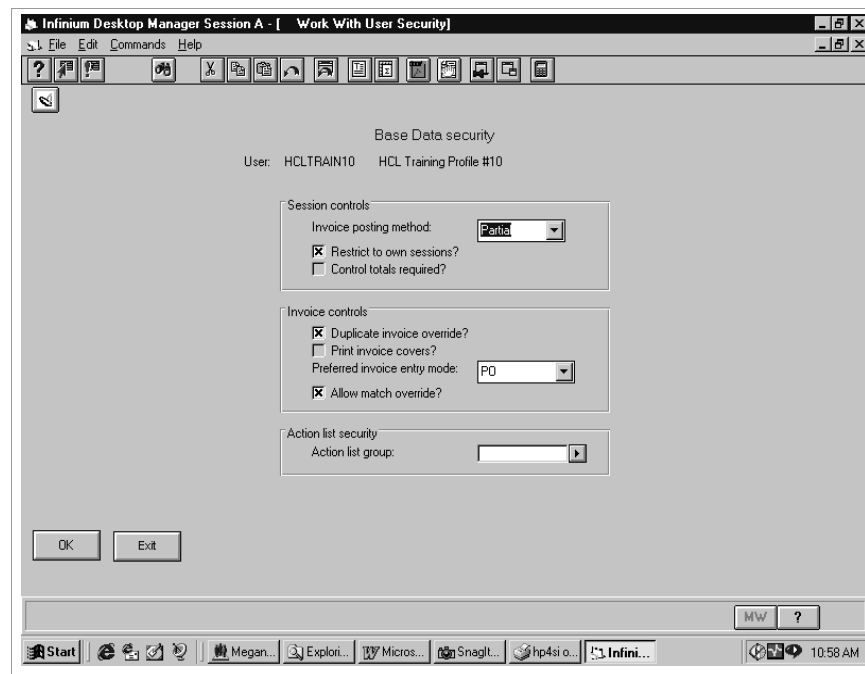 Infinium Desktop Manager Session A - [ Work With User Security]
File Edit Commands Help
Base Data security
User: HCLTRAIN10 HCL Training Profile #10
Session controls
Invoice posting method: Partial
Restrict to own sessions?
Control totals required?
Invoice controls
Duplicate invoice override?
Print invoice covers?
Preferred invoice entry mode: PO
Allow match override?
Action list security
Action list group:
OK Exit
MW ?
Start Megan... Explori... Micros... SnagIt... hp4si o... Infini... 10:58 AM